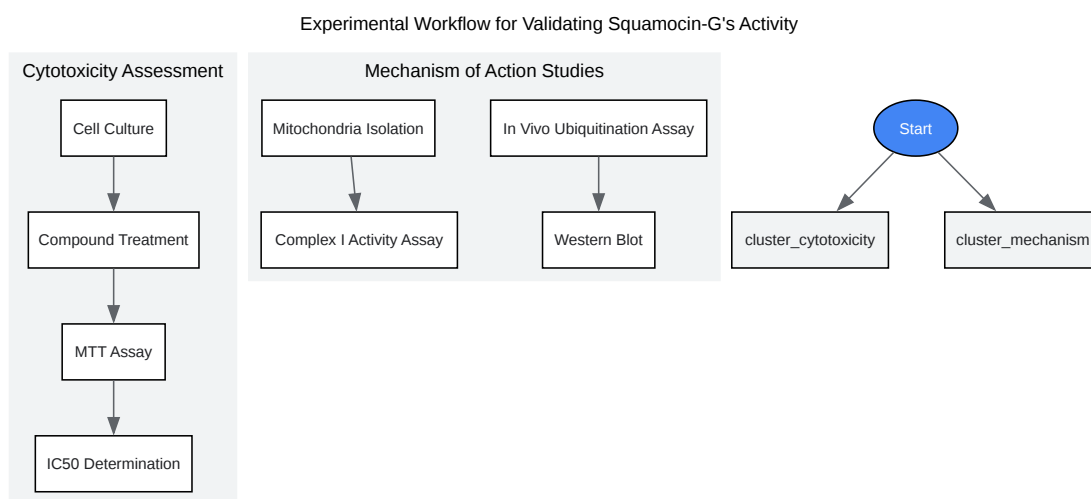 Experimental Workflow for Validating Squamocin-G's Activity
Cytotoxicity Assessment
Cell Culture
Compound Treatment
MTT Assay
IC50 Determination
Mechanism of Action Studies
Mitochondria Isolation
Complex I Activity Assay
In Vivo Ubiquitination Assay
Western Blot
Start
cluster_cytotoxicity
cluster_mechanism